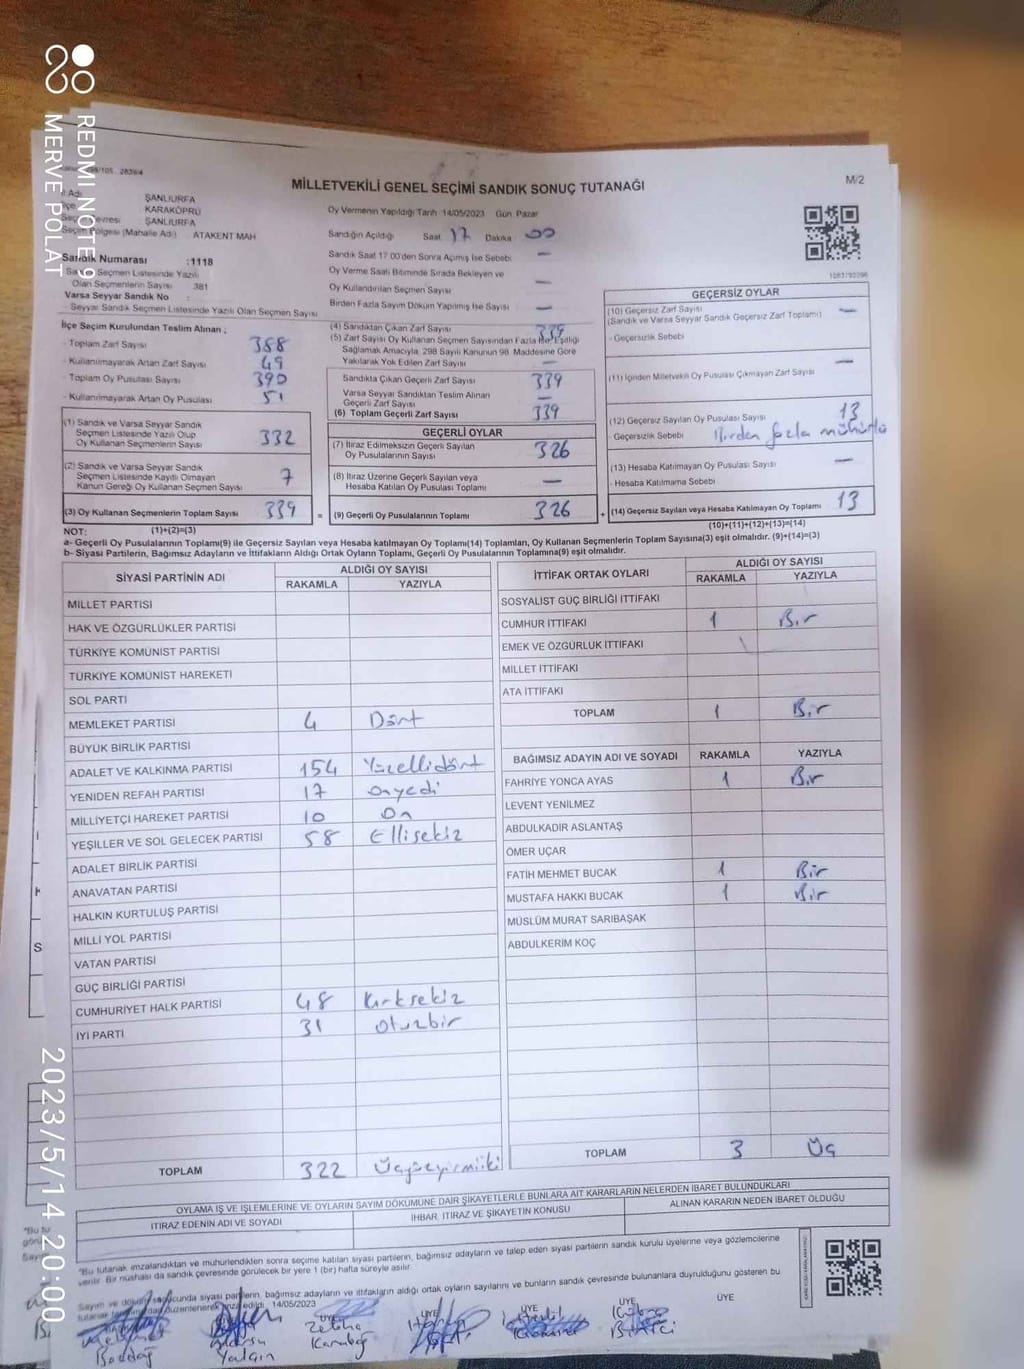 REDMI NOTE 9
MERVE POLAT
2023/5/14 20:00
MİLLETVEKİLİ GENEL SEÇİMİ SANDIK SONUÇ TUTANAĞI
M/2
ŞANLIURFA
KARAKÖPRÜ
ŞANLIURFA
(Mahalle Adı) ATAKENT MAH
Oy Vermenin Yapıldığı Tarih 14/05/2023 Gün Pazar
Sandığın Açıldığı Saat 17 Dakika 00
Sandık Numarası :1118
Seçmen Listesinde Yazılı
Olan Seçmenlerin Sayısı 381
Varsa Seyyar Sandık No
Seyyar Sandık Seçmen Listesinde Yazılı Olan Seçmen Sayısı
Sandık Saat 17.00'den Sonra Açılmış İse Sebebi —
Oy Verme Saati Bitiminde Sırada Bekleyen ve
Oy Kullandırılan Seçmen Sayısı —
Birden Fazla Sayım Döküm Yapılmış İse Sayısı —
İlçe Seçim Kurulundan Teslim Alınan ;
- Toplam Zarf Sayısı 388
- Kullanılmayarak Artan Zarf Sayısı 49
- Toplam Oy Pusulası Sayısı 390
- Kullanılmayarak Artan Oy Pusulası 51
(1) Sandık ve Varsa Seyyar Sandık
Seçmen Listesinde Yazılı Olup
Oy Kullanan Seçmenlerin Sayısı 332
(2) Sandık ve Varsa Seyyar Sandık
Seçmen Listesinde Kayıtlı Olmayan
Kanun Gereği Oy Kullanan Seçmen Sayısı 7
(3) Oy Kullanan Seçmenlerin Toplam Sayısı 339
(4) Sandıktan Çıkan Zarf Sayısı 339
(5) Zarf Sayısı Oy Kullanan Seçmen Sayısından Fazla İse, Eşitliği
Sağlamak Amacıyla, 298 Sayılı Kanunun 98. Maddesine Göre
Yakılarak Yok Edilen Zarf Sayısı —
Sandıkta Çıkan Geçerli Zarf Sayısı 339
Varsa Seyyar Sandıktan Teslim Alınan
Geçerli Zarf Sayısı —
(6) Toplam Geçerli Zarf Sayısı 339
GEÇERLİ OYLAR
(7) İtiraz Edilmeksizin Geçerli Sayılan
Oy Pusulalarının Sayısı 326
(8) İtiraz Üzerine Geçerli Sayılan veya
Hesaba Katılan Oy Pusulası Toplamı —
= (9) Geçerli Oy Pusulalarının Toplamı 326
GEÇERSİZ OYLAR
(10) Geçersiz Zarf Sayısı
(Sandık ve Varsa Seyyar Sandık Geçersiz Zarf Toplamı) —
- Geçersizlik Sebebi
(11) İçinden Milletvekili Oy Pusulası Çıkmayan Zarf Sayısı —
(12) Geçersiz Sayılan Oy Pusulası Sayısı 13
- Geçersizlik Sebebi Birden fazla mühürlü
(13) Hesaba Katılmayan Oy Pusulası Sayısı —
- Hesaba Katılmama Sebebi
+ (14) Geçersiz Sayılan veya Hesaba Katılmayan Oy Toplamı 13
NOT: (1)+(2)=(3)
(10)+(11)+(12)+(13)=(14)
a- Geçerli Oy Pusulalarının Toplamı(9) ile Geçersiz Sayılan veya Hesaba katılmayan Oy Toplamı(14) Toplamları, Oy Kullanan Seçmenlerin Toplam Sayısına(3) eşit olmalıdır. (9)+(14)=(3)
b- Siyasi Partilerin, Bağımsız Adayların ve İttifakların Aldığı Ortak Oyların Toplamı, Geçerli Oy Pusulalarının Toplamına(9) eşit olmalıdır.
SİYASİ PARTİNİN ADI ALDIĞI OY SAYISI
RAKAMLA YAZIYLA
MİLLET PARTİSİ
HAK VE ÖZGÜRLÜKLER PARTİSİ
TÜRKİYE KOMÜNİST PARTİSİ
TÜRKİYE KOMÜNİST HAREKETİ
SOL PARTİ
MEMLEKET PARTİSİ 4 Dört
BÜYÜK BİRLİK PARTİSİ
ADALET VE KALKINMA PARTİSİ 154 Yüzellidört
YENİDEN REFAH PARTİSİ 17 Onyedi
MİLLİYETÇİ HAREKET PARTİSİ 10 On
YEŞİLLER VE SOL GELECEK PARTİSİ 58 Ellisekiz
ADALET BİRLİK PARTİSİ
ANAVATAN PARTİSİ
HALKIN KURTULUŞ PARTİSİ
MİLLİ YOL PARTİSİ
VATAN PARTİSİ
GÜÇ BİRLİĞİ PARTİSİ
CUMHURİYET HALK PARTİSİ 48 Kırksekiz
İYİ PARTİ 31 Otuzbir
TOPLAM 322 Üçyüzyirmiiki
İTTİFAK ORTAK OYLARI ALDIĞI OY SAYISI
RAKAMLA YAZIYLA
SOSYALİST GÜÇ BİRLİĞİ İTTİFAKI
CUMHUR İTTİFAKI 1 Bir
EMEK VE ÖZGÜRLÜK İTTİFAKI
MİLLET İTTİFAKI
ATA İTTİFAKI
TOPLAM 1 Bir
BAĞIMSIZ ADAYIN ADI VE SOYADI RAKAMLA YAZIYLA
FAHRİYE YONCA AYAS 1 Bir
LEVENT YENİLMEZ
ABDULKADİR ASLANTAŞ
ÖMER UÇAR
FATİH MEHMET BUCAK 1 Bir
MUSTAFA HAKKI BUCAK 1 Bir
MÜSLÜM MURAT SARIBAŞAK
ABDULKERİM KOÇ
TOPLAM 3 Üç
OYLAMA İŞ VE İŞLEMLERİNE VE OYLARIN SAYIM DÖKÜMÜNE DAİR ŞİKAYETLERLE BUNLARA AİT KARARLARIN NELERDEN İBARET BULUNDUKLARI
İTİRAZ EDENİN ADI VE SOYADI İHBAR, İTİRAZ VE ŞİKAYETİN KONUSU ALINAN KARARIN NEDEN İBARET OLDUĞU
"Bu tutanak imzalandıktan ve mühürlendikten sonra seçime katılan siyasi partilerin, bağımsız adayların ve talep eden siyasi partilerin sandık kurulu üyelerine veya gözlemcilerine
verilir. Bir nüshası da sandık çevresinde görülecek bir yere 1 (bir) hafta süreyle asılır.
Sayım ve döküm sonucunda siyasi partilerin, bağımsız adayların ve ittifakların aldığı ortak oyların sayılarını ve bunların sandık çevresinde bulunanlara duyrulduğunu gösteren bu
14/05/2023
ÜYE ÜYE ÜYE ÜYE ÜYE
Zeliha
Karabağ
Yalçın
Bozdağ